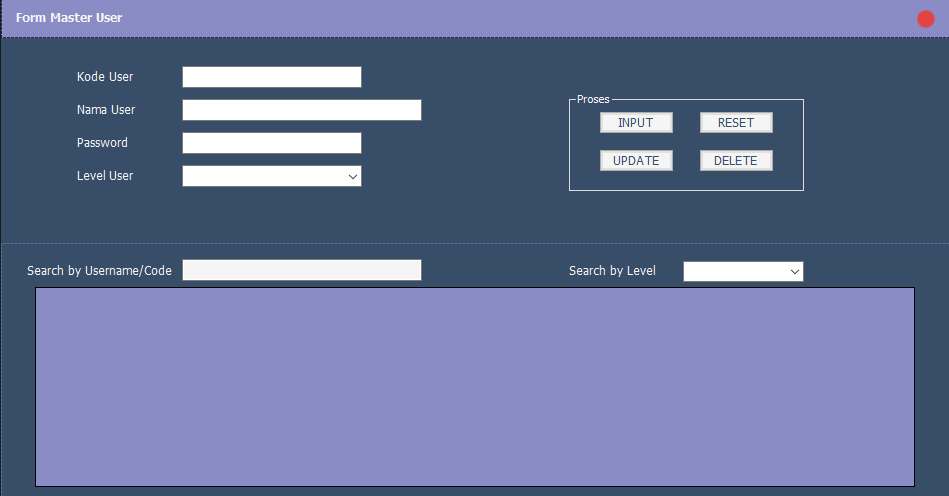 Form Master User
Kode User
Nama User
Password
Level User
Proses
INPUT RESET
UPDATE DELETE
Search by Username/Code
Search by Level